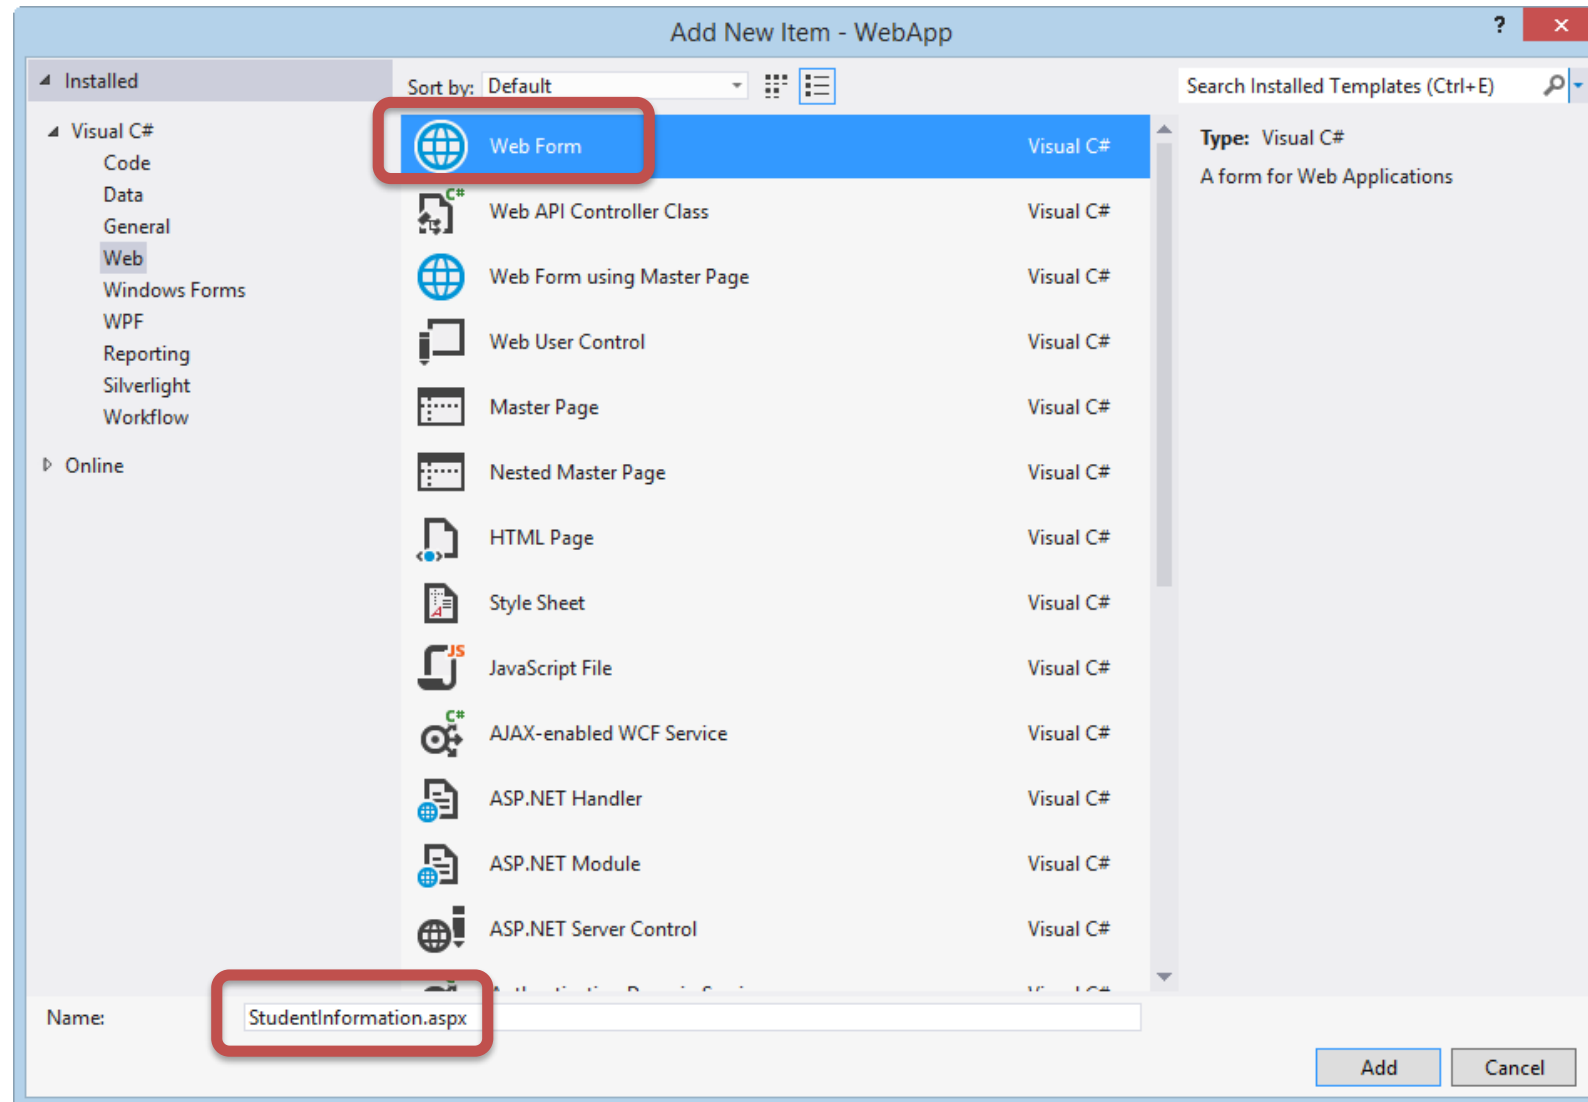 Add New Item - WebApp
?
Installed
Sort by: Default
Search Installed Templates (Ctrl+E)
Visual C#
Code
Data
General
Web
Windows Forms
WPF
Reporting
Silverlight
Workflow
Online
Web Form Visual C#
C# Web API Controller Class Visual C#
Web Form using Master Page Visual C#
Web User Control Visual C#
Master Page Visual C#
Nested Master Page Visual C#
HTML Page Visual C#
Style Sheet Visual C#
JS JavaScript File Visual C#
C# AJAX-enabled WCF Service Visual C#
ASP.NET Handler Visual C#
ASP.NET Module Visual C#
ASP.NET Server Control Visual C#
Type: Visual C#
A form for Web Applications
Name: StudentInformation.aspx
Add Cancel